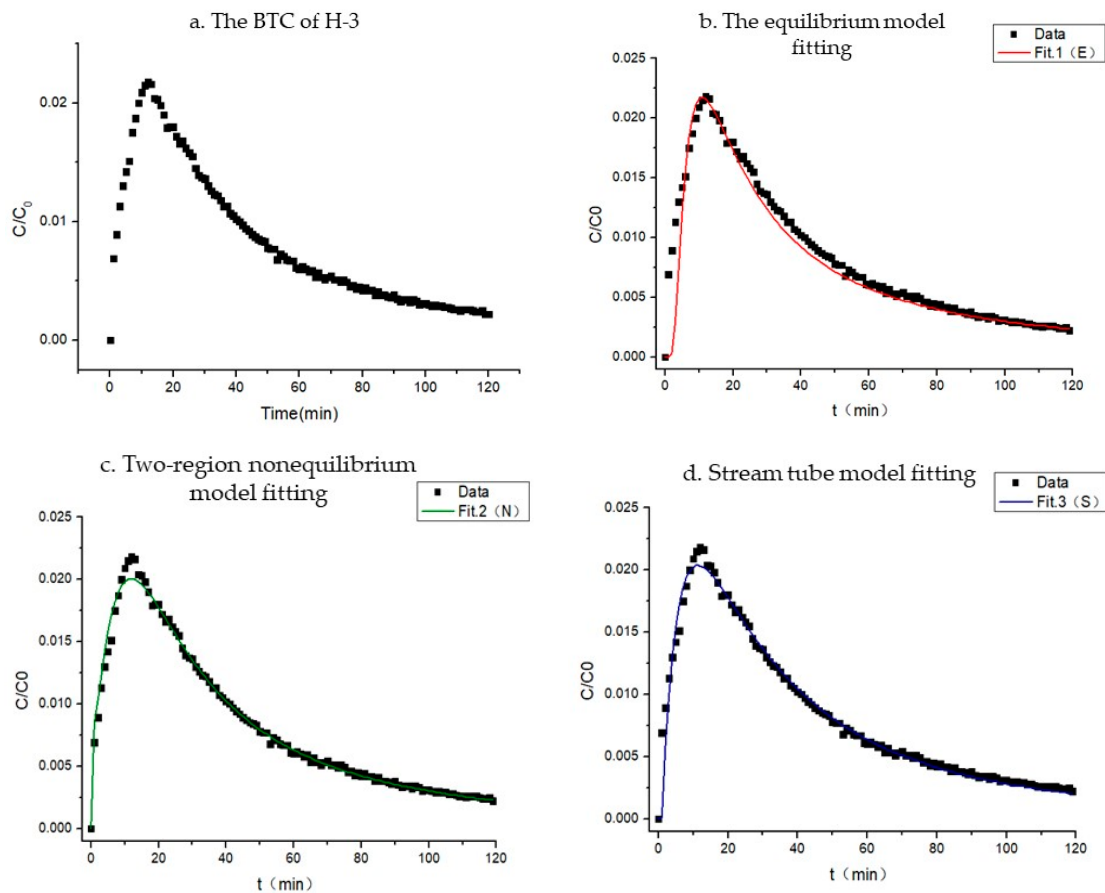 a. The BTC of H-3
C/C₀
0.02
0.01
0.00
0 20 40 60 80 100 120
Time(min)
b. The equilibrium model
fitting
Data
Fit.1（E）
C/C0
0.025
0.020
0.015
0.010
0.005
0.000
0 20 40 60 80 100 120
t（min）
c. Two-region nonequilibrium
model fitting
Data
Fit.2（N）
C/C0
0.025
0.020
0.015
0.010
0.005
0.000
0 20 40 60 80 100 120
t（min）
d. Stream tube model fitting
Data
Fit.3（S）
C/C0
0.025
0.020
0.015
0.010
0.005
0.000
0 20 40 60 80 100 120
t（min）